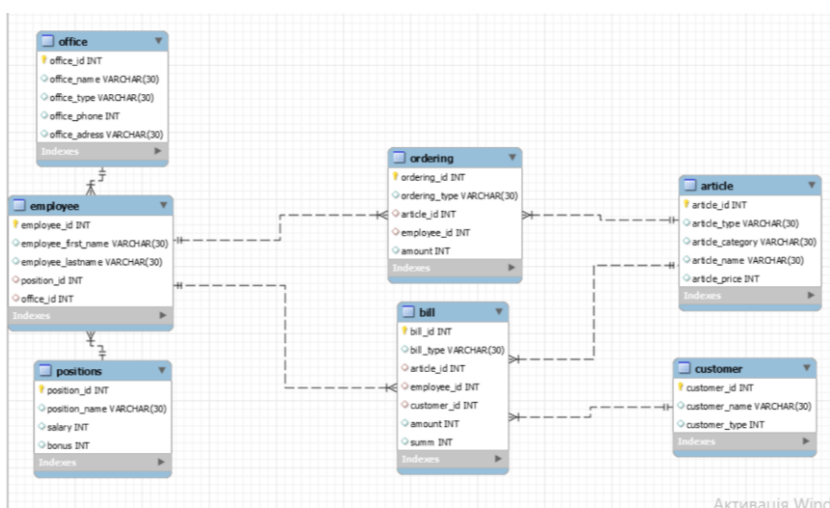 office
office_id INT
office_name VARCHAR(30)
office_type VARCHAR(30)
office_phone INT
office_adress VARCHAR(30)
Indexes
employee
employee_id INT
employee_first_name VARCHAR(30)
employee_lastname VARCHAR(30)
position_id INT
office_id INT
Indexes
positions
position_id INT
position_name VARCHAR(30)
salary INT
bonus INT
Indexes
ordering
ordering_id INT
ordering_type VARCHAR(30)
article_id INT
employee_id INT
amount INT
Indexes
bill
bill_id INT
bill_type VARCHAR(30)
article_id INT
employee_id INT
customer_id INT
amount INT
summ INT
Indexes
article
article_id INT
article_type VARCHAR(30)
article_category VARCHAR(30)
article_name VARCHAR(30)
article_price INT
Indexes
customer
customer_id INT
customer_name VARCHAR(30)
customer_type INT
Indexes
Активація Wind